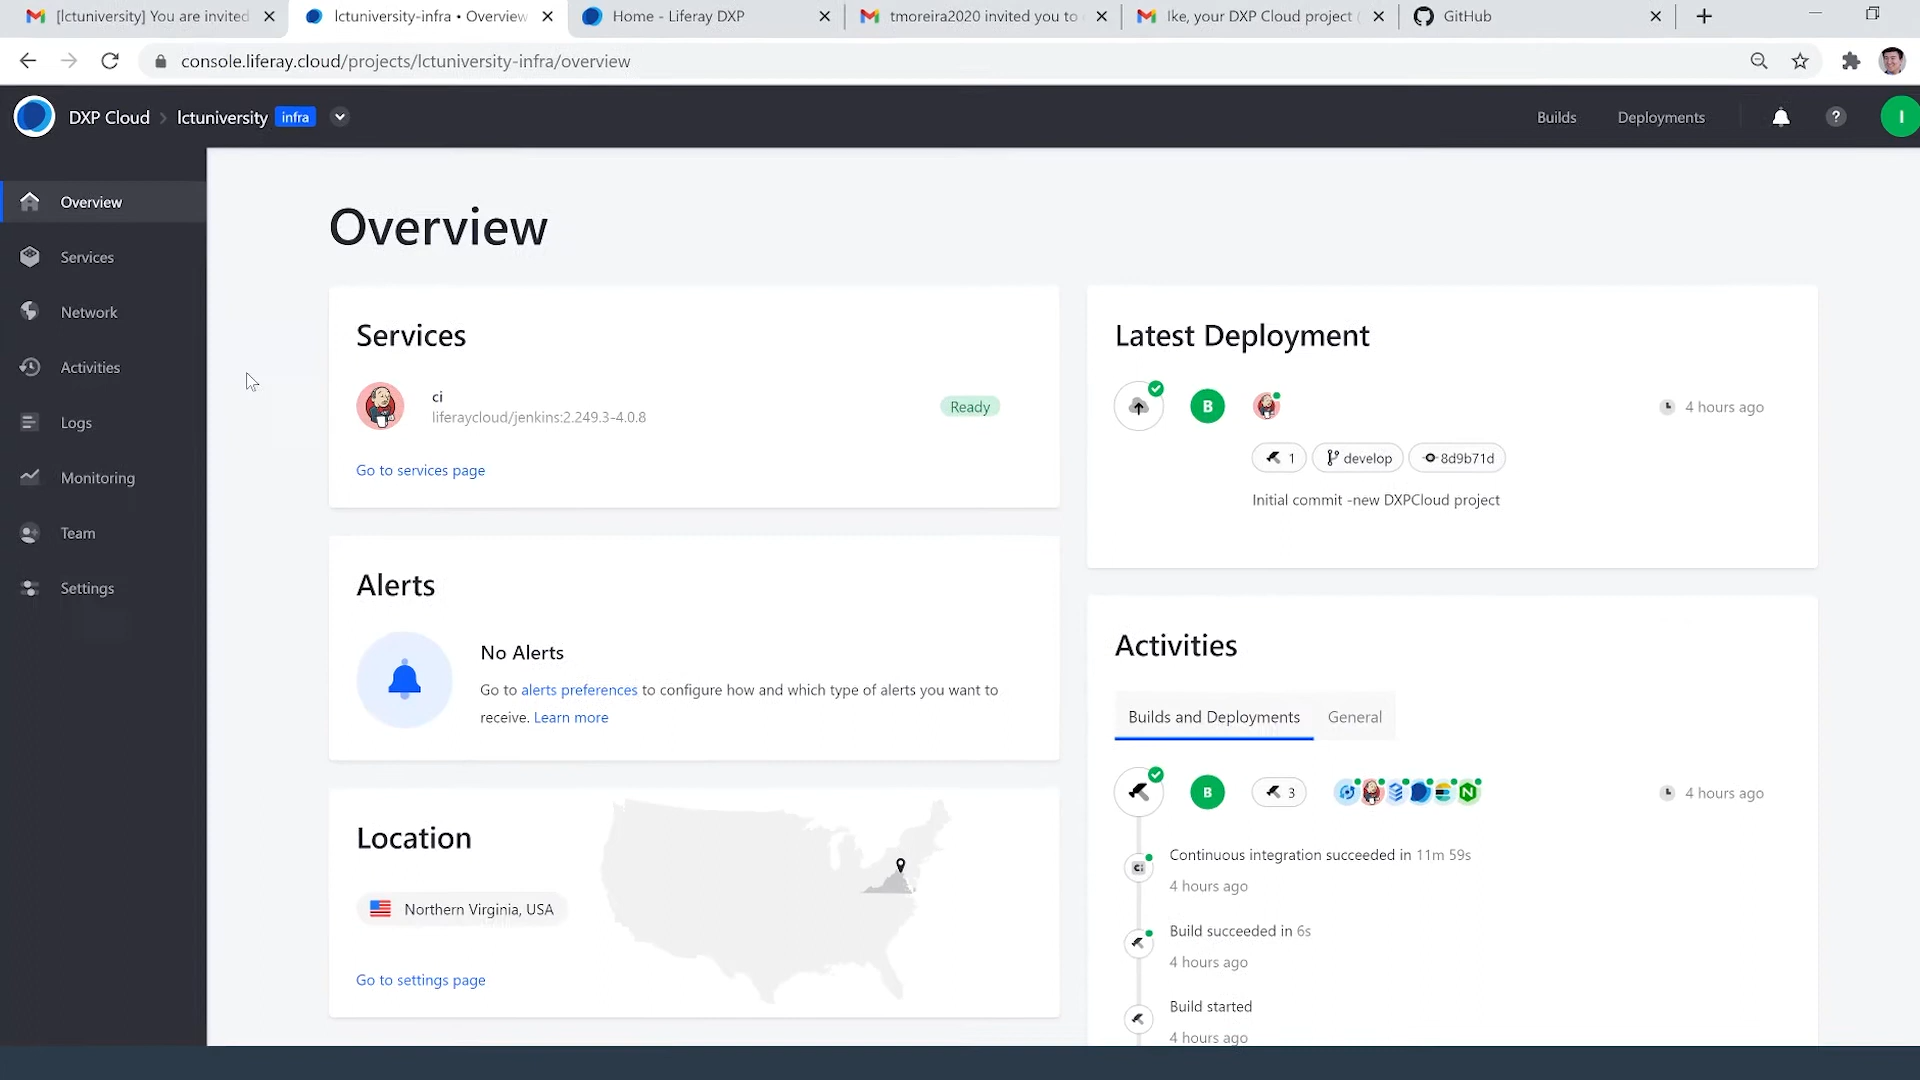 [lctuniversity] You are invited
lctuniversity-infra • Overview
Home - Liferay DXP
tmoreira2020 invited you to
Ike, your DXP Cloud project (
GitHub
console.liferay.cloud/projects/lctuniversity-infra/overview
DXP Cloud
lctuniversity
infra
Builds
Deployments
?
I
Overview
Services
Network
Activities
Logs
Monitoring
Team
Settings
Overview
Services
ci
liferaycloud/jenkins:2.249.3-4.0.8
Ready
Go to services page
Alerts
No Alerts
Go to alerts preferences to configure how and which type of alerts you want to
receive. Learn more
Location
Northern Virginia, USA
Go to settings page
Latest Deployment
B
4 hours ago
1
develop
8d9b71d
Initial commit -new DXPCloud project
Activities
Builds and Deployments
General
B
3
N
4 hours ago
Ci
Continuous integration succeeded in 11m 59s
4 hours ago
Build succeeded in 6s
4 hours ago
Build started
4 hours ago